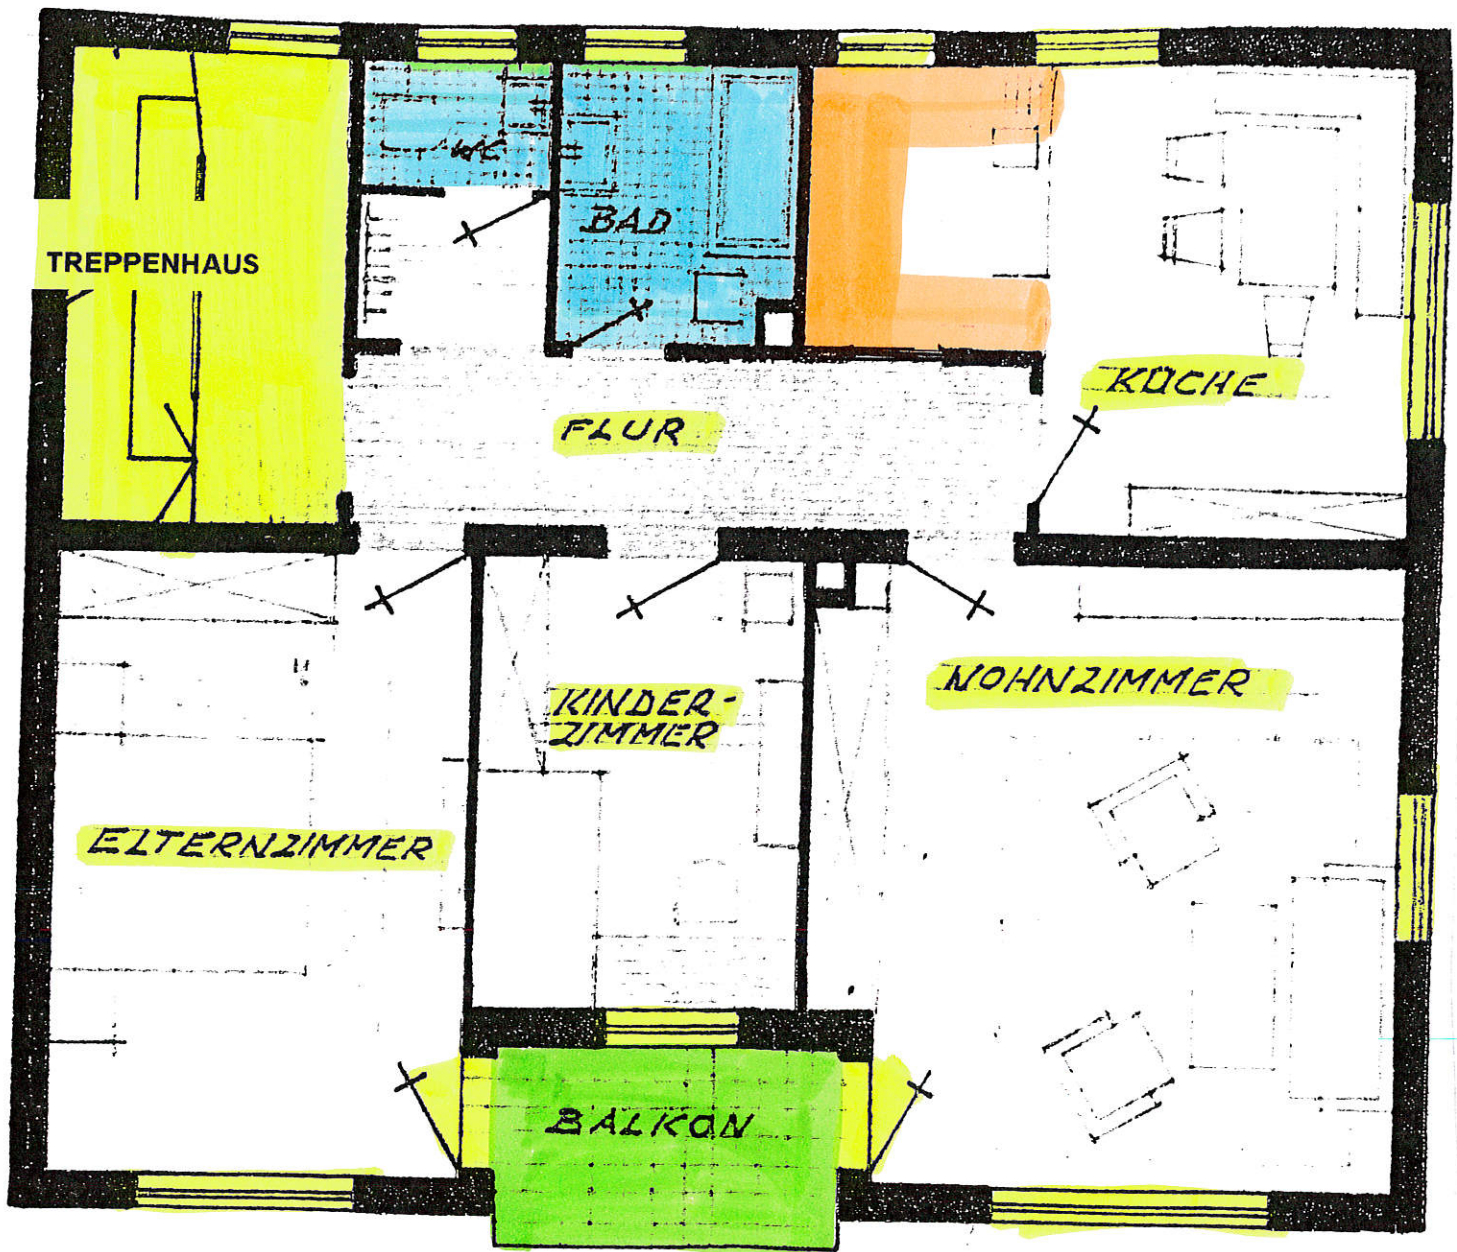 WC
BAD
TREPPENHAUS
KÜCHE
FLUR
WOHNZIMMER
KINDER-
ZIMMER
ELTERNZIMMER
BALKON